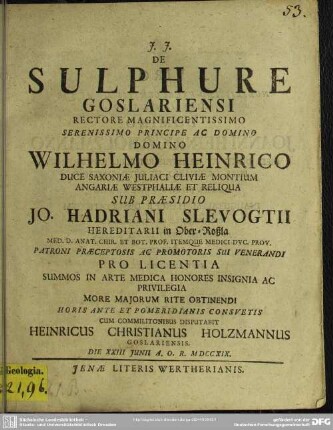 53.
J. J.
DE
SULPHURE
GOSLARIENSI
RECTORE MAGNIFICENTISSIMO
SERENISSIMO PRINCIPE AC DOMINO
DOMINO
WILHELMO HEINRICO
DUCE SAXONIÆ JULIACI CLIVIÆ MONTIUM
ANGARIÆ WESTPHALIÆ ET RELIQUA
SUB PRÆSIDIO
JO. HADRIANI SLEVOGTII
HEREDITARII in Ober-Roßla
MED. D. ANAT. CHIR. ET BOT. PROF. ITEMQUE MEDICI DVC. PROV.
PATRONI PRÆCEPTORIS AC PROMOTORIS SUI VENERANDI
PRO LICENTIA
SUMMOS IN ARTE MEDICA HONORES INSIGNIA AC
PRIVILEGIA
MORE MAJORUM RITE OBTINENDI
HORIS ANTE ET POMERIDIANIS CONSVETIS
CUM COMMILITONIBUS DISPUTABIT
HEINRICUS CHRISTIANUS HOLZMANNUS
GOSLARIENSIS.
DIE XXIII JUNII A. O. R. MDCCXIX.
JENÆ LITERIS WERTHERIANIS.
Geologia.
21,96.